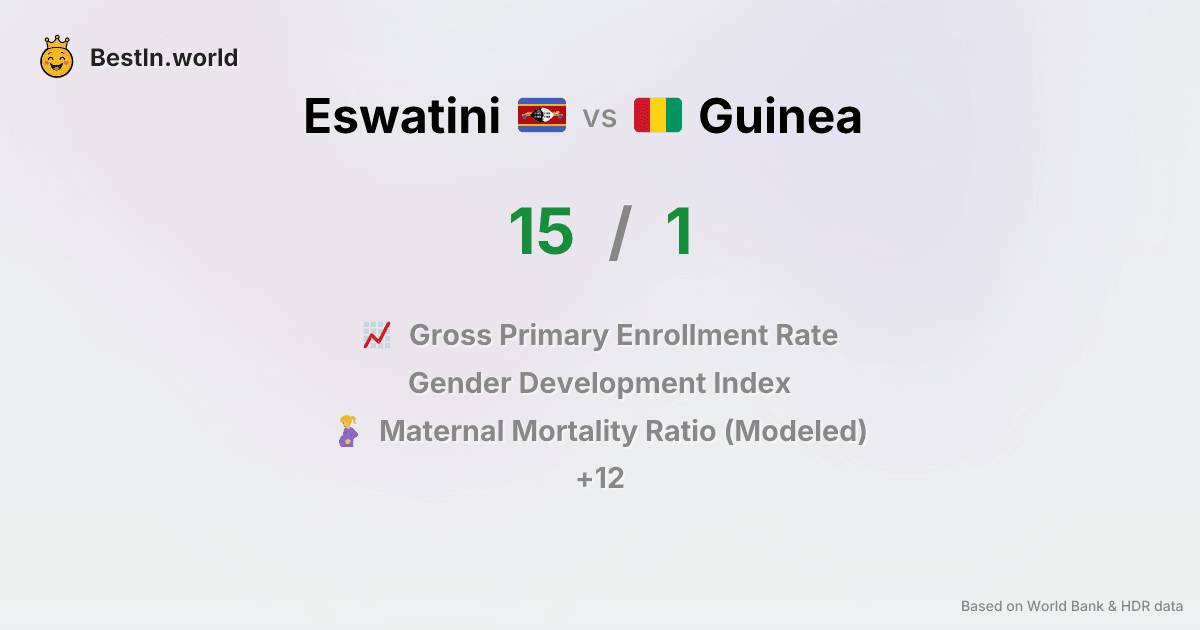 BestIn.world
Eswatini vs Guinea
15 / 1
Gross Primary Enrollment Rate
Gender Development Index
Maternal Mortality Ratio (Modeled)
+12
Based on World Bank & HDR data